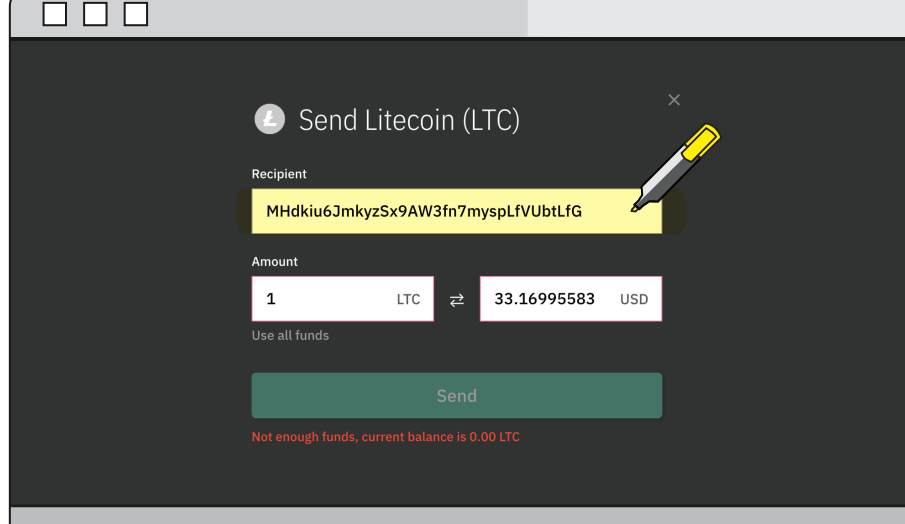 Send Litecoin (LTC)
Recipient
MHdkiu6JmkyzSx9AW3fn7myspLfVUbtLfG
Amount
1 LTC 33.16995583 USD
Use all funds
Send
Not enough funds, current balance is 0.00 LTC